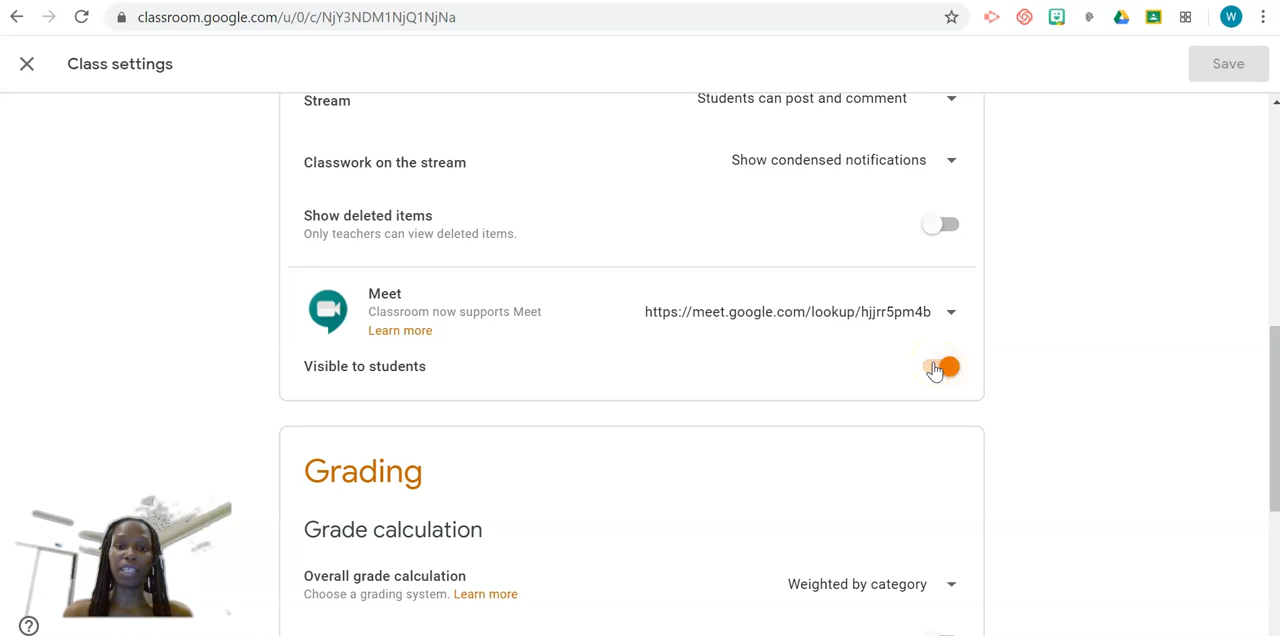 classroom.google.com/u/0/c/NjY3NDM1NjQ1NjNa
W
Class settings
Save
Stream
Students can post and comment
Classwork on the stream
Show condensed notifications
Show deleted items
Only teachers can view deleted items.
Meet
Classroom now supports Meet
https://meet.google.com/lookup/hjjrr5pm4b
Learn more
Visible to students
Grading
Grade calculation
Overall grade calculation
Weighted by category
Choose a grading system. Learn more